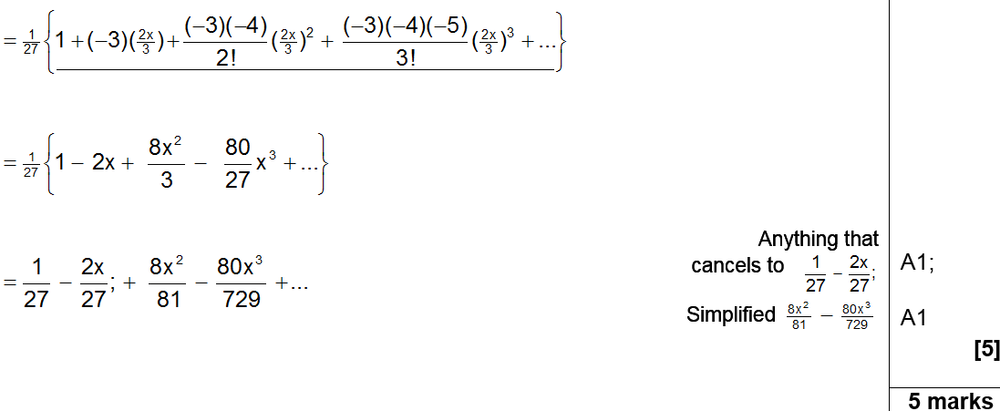 = 1/27 {1 + (−3)(2x/3) + (−3)(−4)/2! (2x/3)² + (−3)(−4)(−5)/3! (2x/3)³ + ...}
= 1/27 {1 − 2x + 8x²/3 − 80/27 x³ + ...}
= 1/27 − 2x/27; + 8x²/81 − 80x³/729 + ...
Anything that
cancels to 1/27 − 2x/27; A1;
Simplified 8x²/81 − 80x³/729 A1
[5]
5 marks